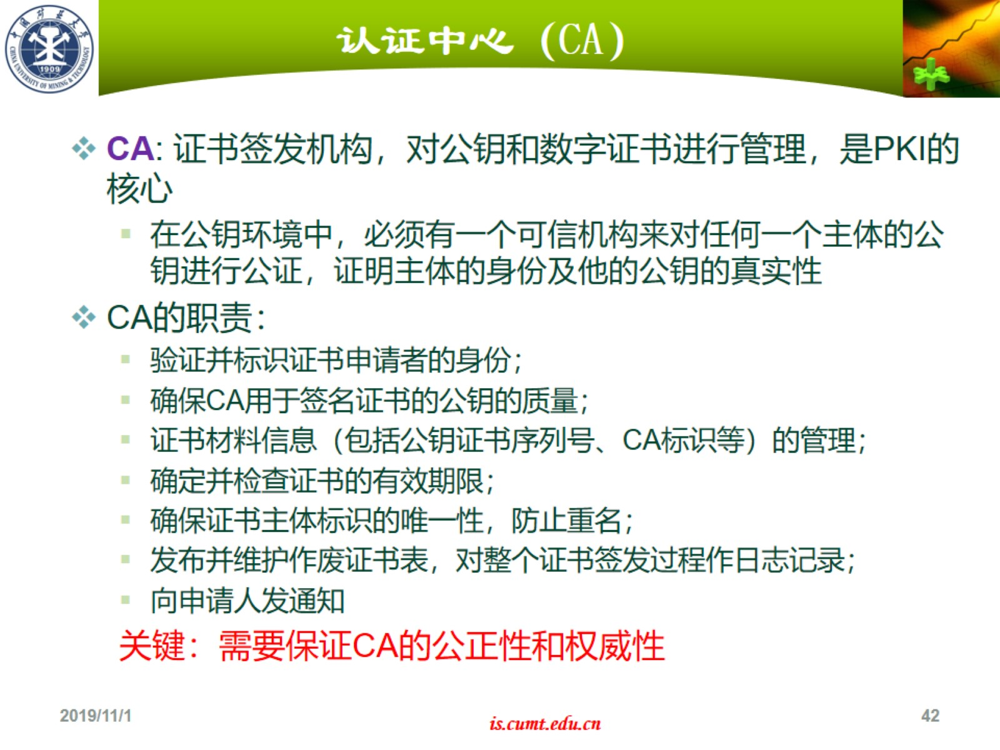 中国矿业大学
CHINA UNIVERSITY OF MINING & TECHNOLOGY
1909
认证中心（CA）
CA: 证书签发机构，对公钥和数字证书进行管理，是PKI的
核心
在公钥环境中，必须有一个可信机构来对任何一个主体的公
钥进行公证，证明主体的身份及他的公钥的真实性
CA的职责：
验证并标识证书申请者的身份；
确保CA用于签名证书的公钥的质量；
证书材料信息（包括公钥证书序列号、CA标识等）的管理；
确定并检查证书的有效期限；
确保证书主体标识的唯一性，防止重名；
发布并维护作废证书表，对整个证书签发过程作日志记录；
向申请人发通知
关键：需要保证CA的公正性和权威性
2019/11/1
is.cumt.edu.cn
42